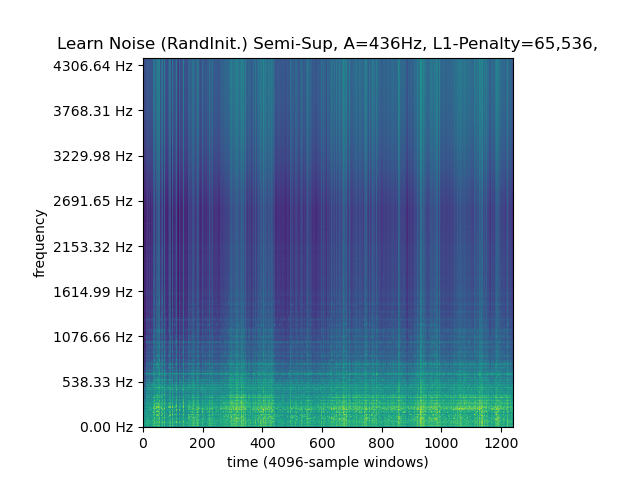 Learn Noise (RandInit.) Semi-Sup, A=436Hz, L1-Penalty=65,536,
4306.64 Hz
3768.31 Hz
3229.98 Hz
2691.65 Hz
2153.32 Hz
1614.99 Hz
1076.66 Hz
538.33 Hz
0.00 Hz
frequency
0 200 400 600 800 1000 1200
time (4096-sample windows)